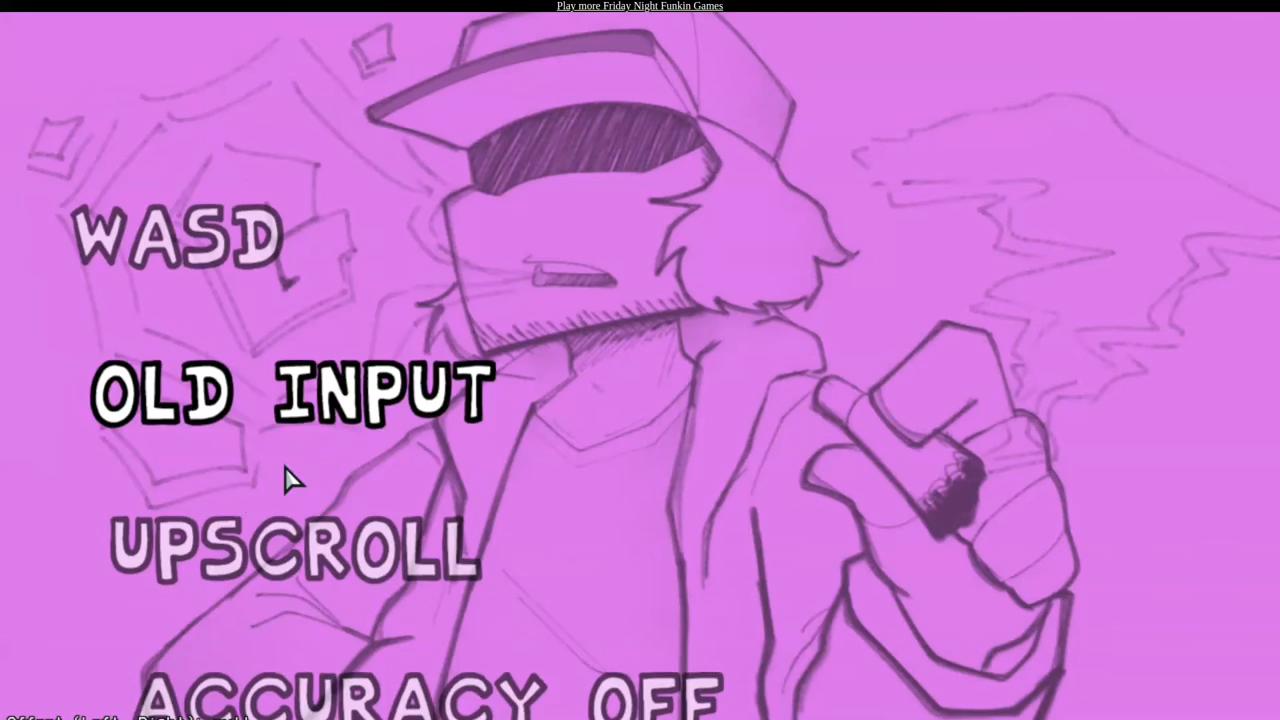 Play more Friday Night Funkin Games
WASD
OLD INPUT
UPSCROLL
ACCURACY OFF